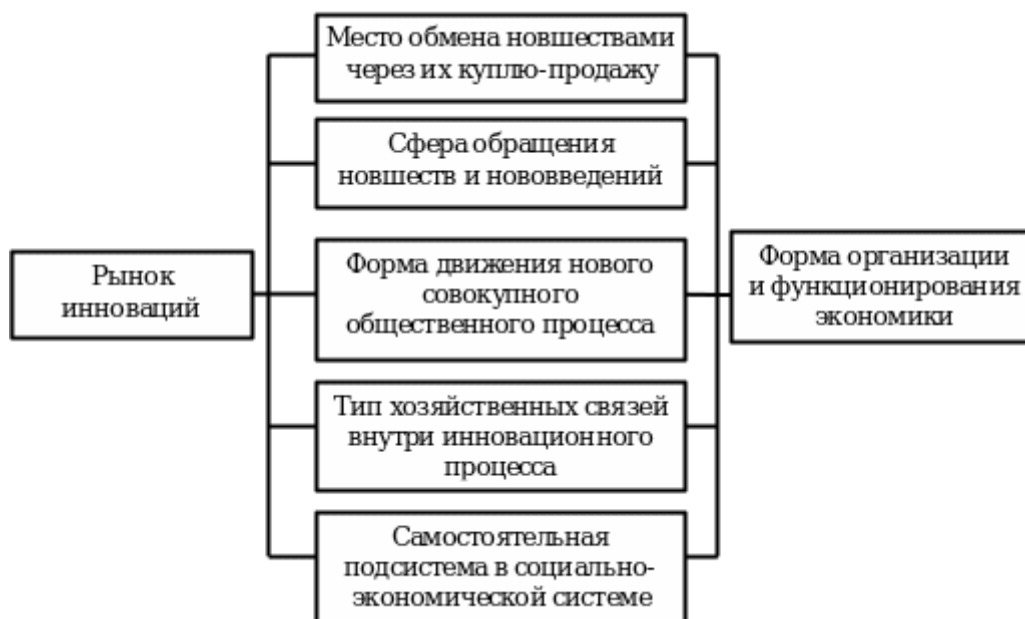 Место обмена новшествами
через их куплю-продажу
Сфера обращения
новшеств и нововведений
Рынок
инноваций
Форма движения нового
совокупного
общественного процесса
Форма организации
и функционирования
экономики
Тип хозяйственных связей
внутри инновационного
процесса
Самостоятельная
подсистема в социально-
экономической системе